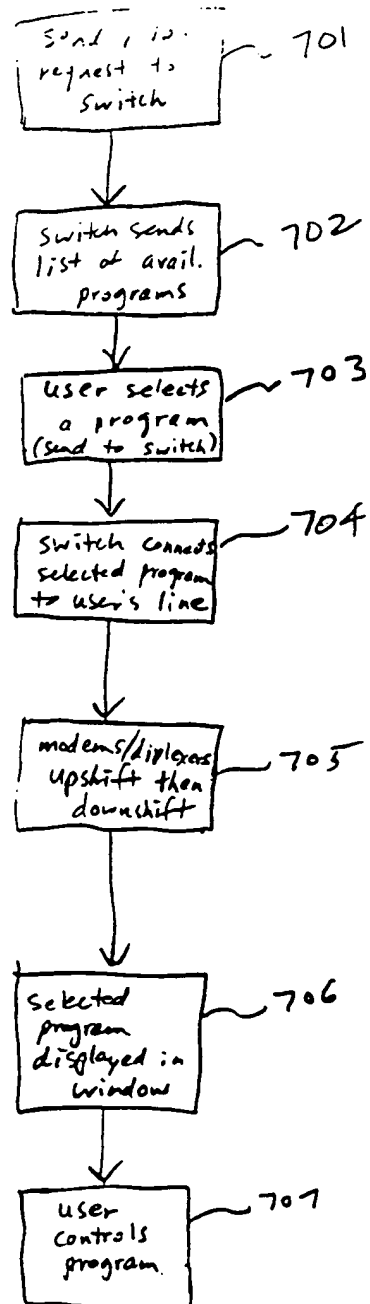 send
request to
switch
701
switch sends
list of avail.
programs
702
user selects
a program
(send to switch)
703
switch connects
selected program
to user's line
704
modems/diplexers
upshift then
downshift
705
selected
program
displayed in
window
706
user
controls
program
707